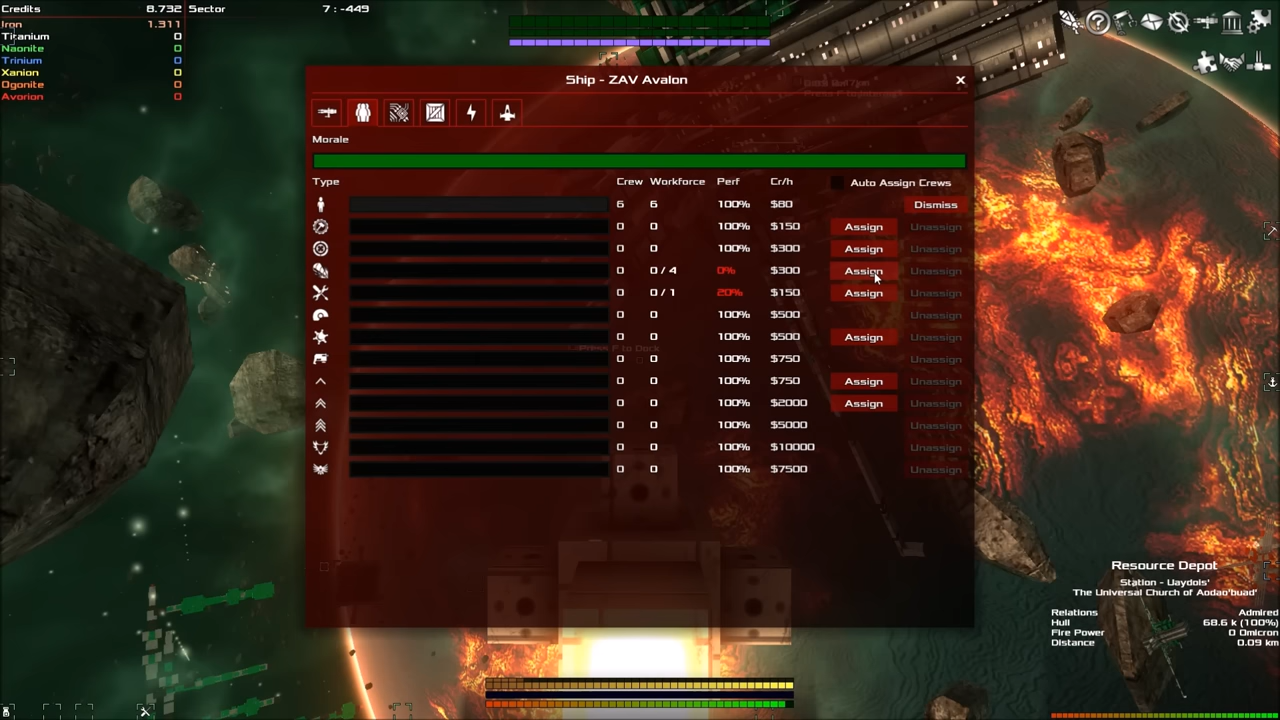 Credits 8.732 Sector 7 : -449
Iron 1.311
Titanium 0
Naonite 0
Trinium 0
Xanion 0
Ogonite 0
Avorion 0
Ship - ZAV Avalon
Morale
Type Crew Workforce Perf Cr/h Auto Assign Crews
6 6 100% $80 Dismiss
0 0 100% $150 Assign Unassign
0 0 100% $300 Assign Unassign
0 0 / 4 0% $300 Assign Unassign
0 0 / 1 20% $150 Assign Unassign
0 0 100% $500 Unassign
0 0 100% $500 Assign Unassign
Press F to Dock
0 0 100% $750 Unassign
0 0 100% $750 Assign Unassign
0 0 100% $2000 Assign Unassign
0 0 100% $5000 Unassign
0 0 100% $10000 Unassign
0 0 100% $7500 Unassign
Resource Depot
Station - Uaydols'
The Universal Church of Aodao'buad'
Relations Admired
Hull 68.6 k (100%)
Fire Power 0 Omicron
Distance 0.09 km